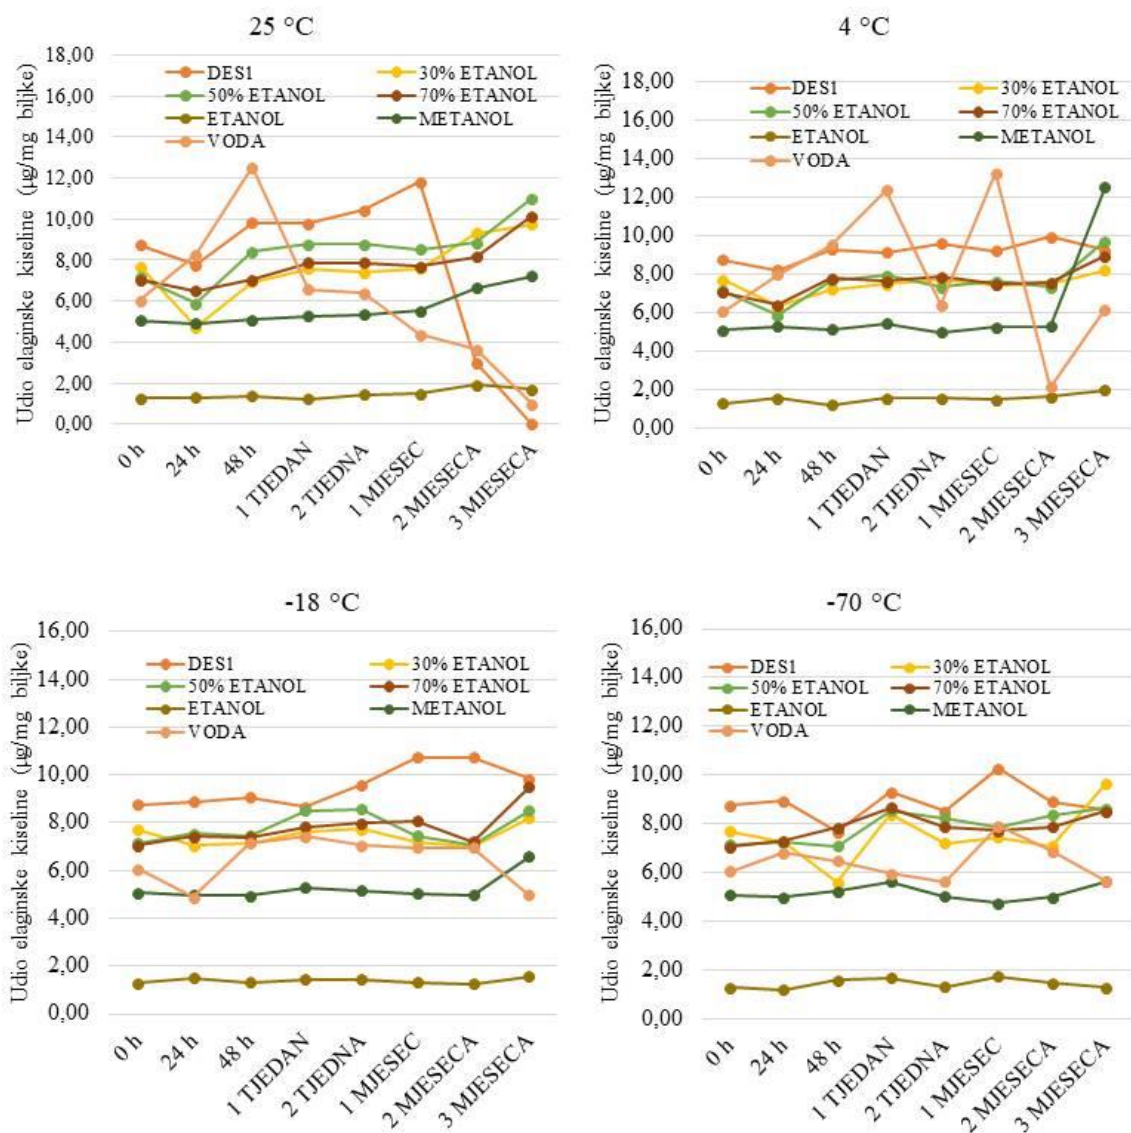 25 °C
Udio elaginske kiseline (µg/mg biljke)
18,00
16,00
14,00
12,00
10,00
8,00
6,00
4,00
2,00
0,00
DES1
30% ETANOL
50% ETANOL
70% ETANOL
ETANOL
METANOL
VODA
0 h
24 h
48 h
1 TJEDAN
2 TJEDNA
1 MJESEC
2 MJESECA
3 MJESECA
4 °C
Udio elaginske kiseline (µg/mg biljke)
18,00
16,00
14,00
12,00
10,00
8,00
6,00
4,00
2,00
0,00
DES1
30% ETANOL
50% ETANOL
70% ETANOL
ETANOL
METANOL
VODA
0 h
24 h
48 h
1 TJEDAN
2 TJEDNA
1 MJESEC
2 MJESECA
3 MJESECA
-18 °C
Udio elaginske kiseline (µg/mg biljke)
16,00
14,00
12,00
10,00
8,00
6,00
4,00
2,00
0,00
DES1
30% ETANOL
50% ETANOL
70% ETANOL
ETANOL
METANOL
VODA
0 h
24 h
48 h
1 TJEDAN
2 TJEDNA
1 MJESEC
2 MJESECA
3 MJESECA
-70 °C
Udio elaginske kiseline (µg/mg biljke)
16,00
14,00
12,00
10,00
8,00
6,00
4,00
2,00
0,00
DES1
30% ETANOL
50% ETANOL
70% ETANOL
ETANOL
METANOL
VODA
0 h
24 h
48 h
1 TJEDAN
2 TJEDNA
1 MJESEC
2 MJESECA
3 MJESECA